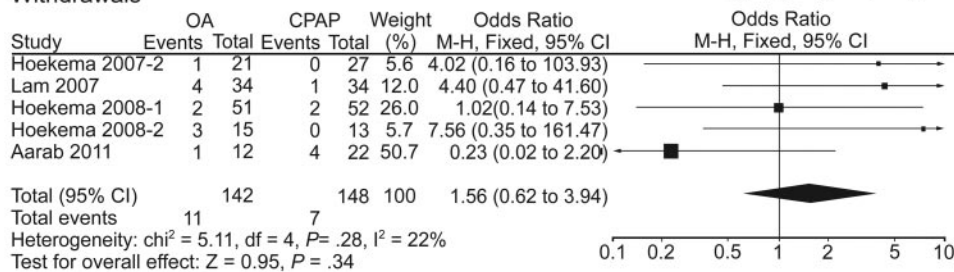 Withdrawals
OA CPAP Weight Odds Ratio Odds Ratio
Study Events Total Events Total (%) M-H, Fixed, 95% CI M-H, Fixed, 95% CI
Hoekema 2007-2 1 21 0 27 5.6 4.02 (0.16 to 103.93)
Lam 2007 4 34 1 34 12.0 4.40 (0.47 to 41.60)
Hoekema 2008-1 2 51 2 52 26.0 1.02(0.14 to 7.53)
Hoekema 2008-2 3 15 0 13 5.7 7.56 (0.35 to 161.47)
Aarab 2011 1 12 4 22 50.7 0.23 (0.02 to 2.20)
Total (95% CI) 142 148 100 1.56 (0.62 to 3.94)
Total events 11 7
Heterogeneity: chi² = 5.11, df = 4, P= .28, I² = 22%
Test for overall effect: Z = 0.95, P = .34
0.1 0.2 0.5 1 2 5 10